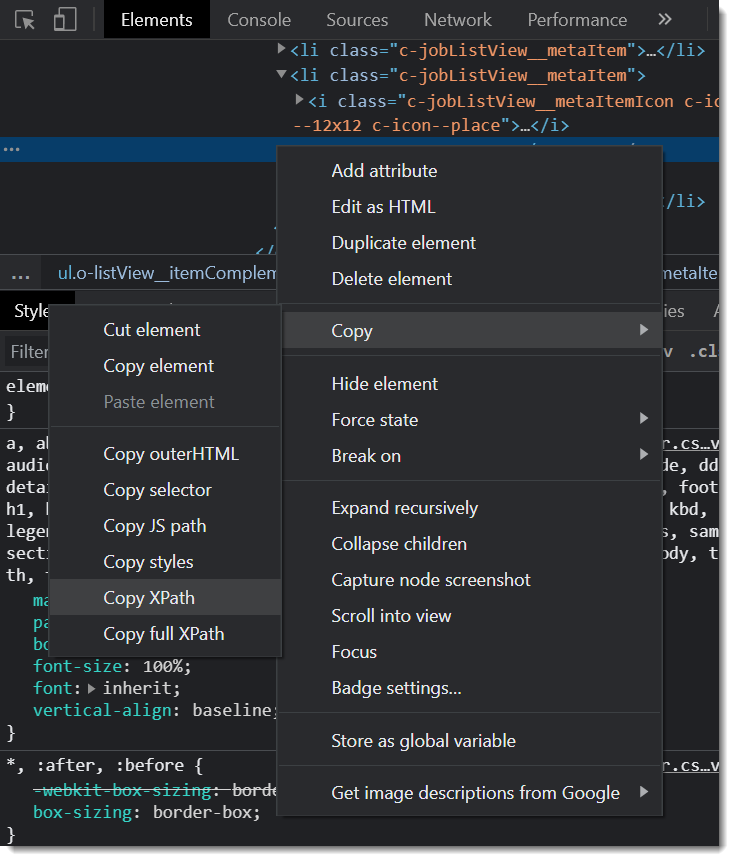 Elements Console Sources Network Performance »
<li class="c-jobListView__metaItem">…</li>
<li class="c-jobListView__metaItem">
<i class="c-jobListView__metaItemIcon c-ic
--12x12 c-icon--place">…</i>
...
Add attribute
Edit as HTML
/li>
Duplicate element
</
Delete element
... ul.o-listView__itemComplem
metaIte
Style
ies
Cut element
Copy
Filter
.cl
Copy element
eleme
Hide element
Paste element
}
Force state
a, ab
r.cs…v
Copy outerHTML
Break on
audio
de, dd
Copy selector
detai
, foot
Expand recursively
h1, h
kbd,
Copy JS path
legen
s, sam
Collapse children
secti
body, t
Copy styles
th, t
Capture node screenshot
Copy XPath
ma
Scroll into view
pa
Copy full XPath
bo
Focus
font-size: 100%;
font: inherit;
Badge settings...
vertical-align: baseline;
}
Store as global variable
*, :after, :before {
r.cs…v
-webkit-box-sizing: borde
Get image descriptions from Google
box-sizing: border-box;
}